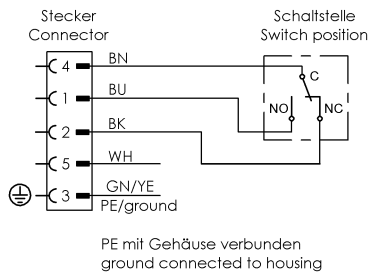 Stecker
Connector
Schaltstelle
Switch position
4 BN
1 BU
2 BK
5 WH
3 GN/YE
PE/ground
C
NO NC
PE mit Gehäuse verbunden
ground connected to housing